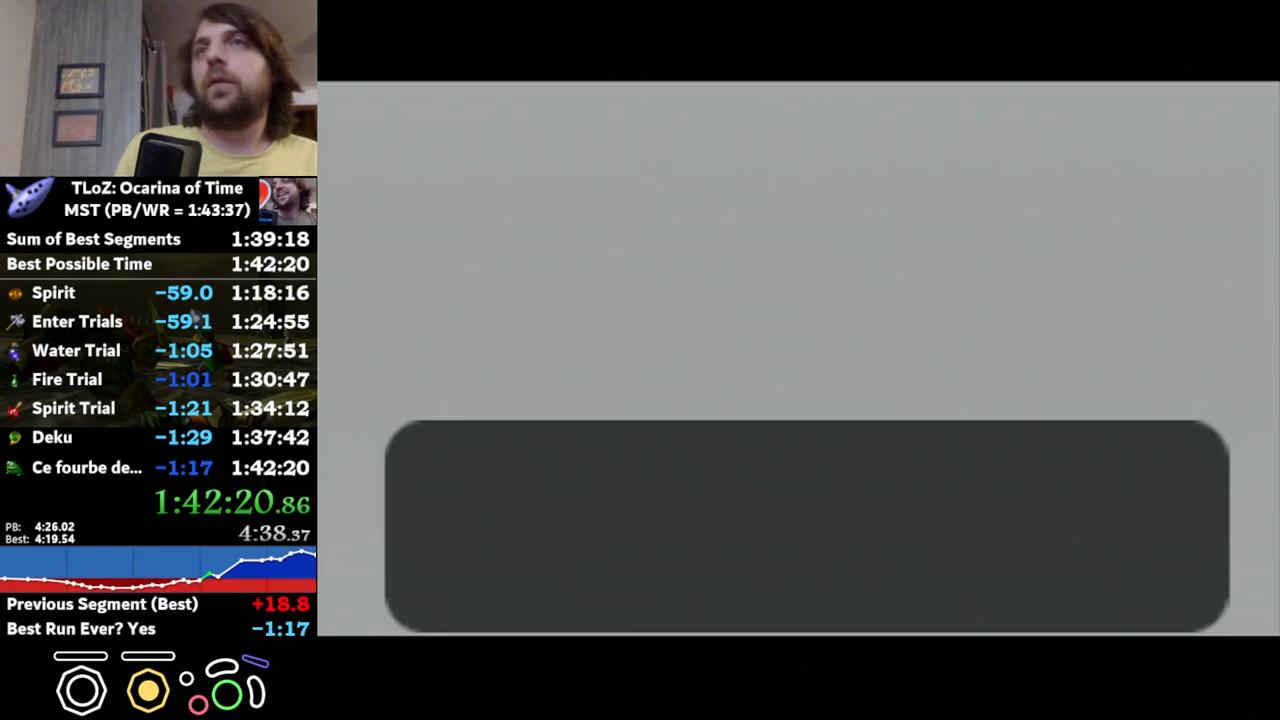 TLoZ: Ocarina of Time
MST (PB/WR = 1:43:37)
Sum of Best Segments 1:39:18
Best Possible Time 1:42:20
Spirit -59.0 1:18:16
Enter Trials -59.1 1:24:55
Water Trial -1:05 1:27:51
Fire Trial -1:01 1:30:47
Spirit Trial -1:21 1:34:12
Deku -1:29 1:37:42
Ce fourbe de... -1:17 1:42:20
1:42:20.86
PB: 4:26.02
Best: 4:19.54
4:38.37
Previous Segment (Best) +18.8
Best Run Ever? Yes -1:17